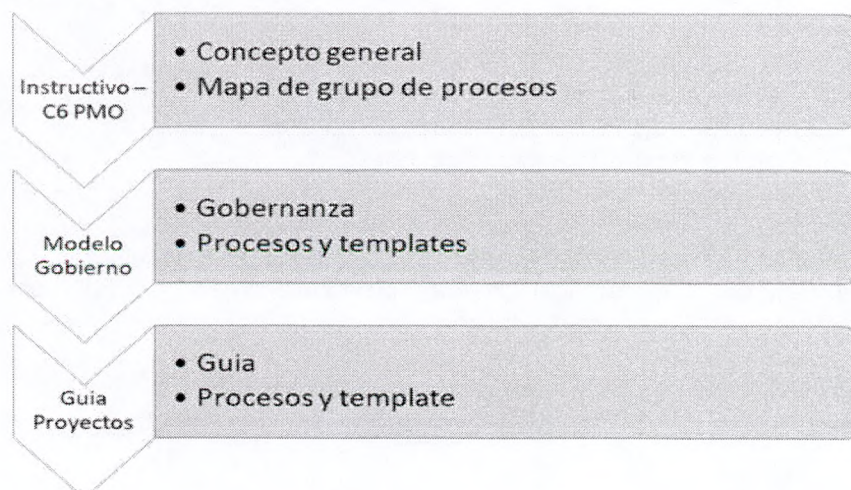 Instructivo –
C6 PMO
• Concepto general
• Mapa de grupo de procesos
Modelo
Gobierno
• Gobernanza
• Procesos y templates
Guia
Proyectos
• Guia
• Procesos y template